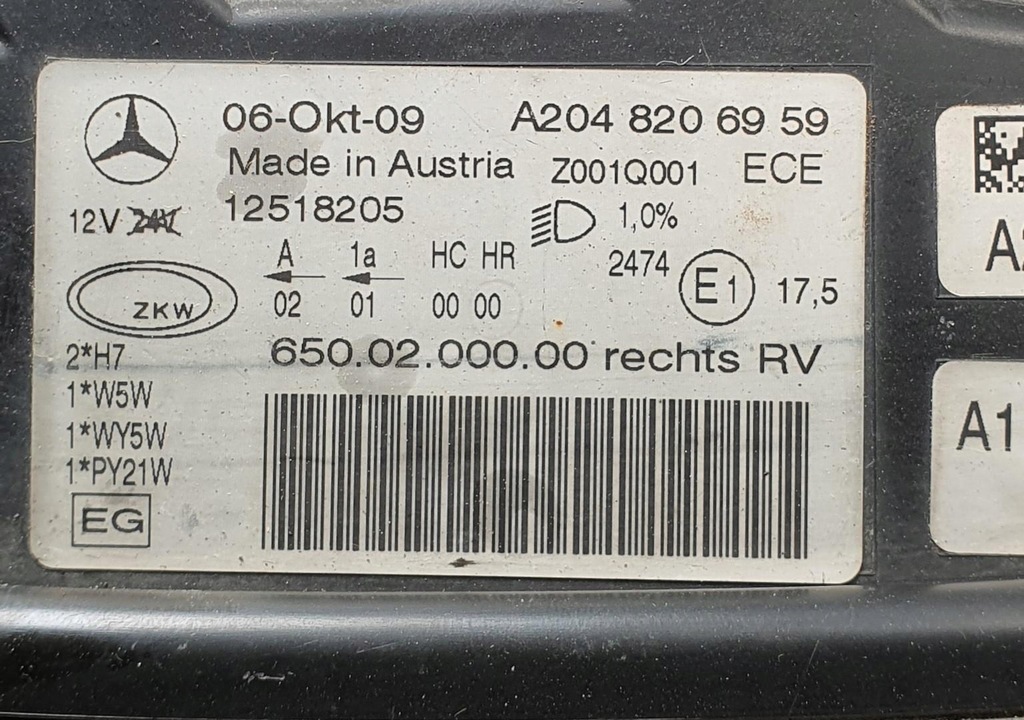 06-Okt-09 A204 820 69 59
Made in Austria Z001Q001 ECE
12V 24V 12518205 1,0%
A 1a HC HR 2474 E1 17,5
02 01 00 00
ZKW
650.02.000.00 rechts RV
2*H7
1*W5W
1*WY5W
1*PY21W
EG
A1